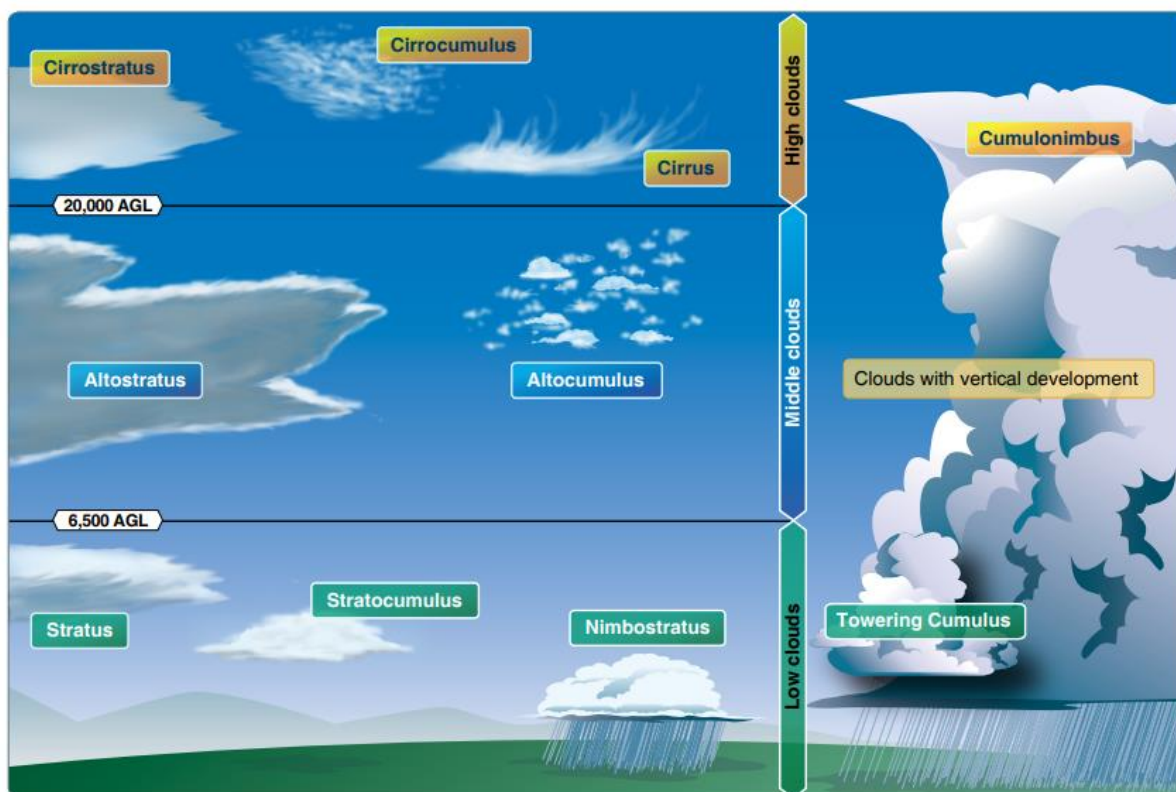 Cirrocumulus
Cirrostratus
Cirrus
High clouds
Cumulonimbus
20,000 AGL
Altostratus
Altocumulus
Middle clouds
Clouds with vertical development
6,500 AGL
Stratus
Stratocumulus
Nimbostratus
Low clouds
Towering Cumulus